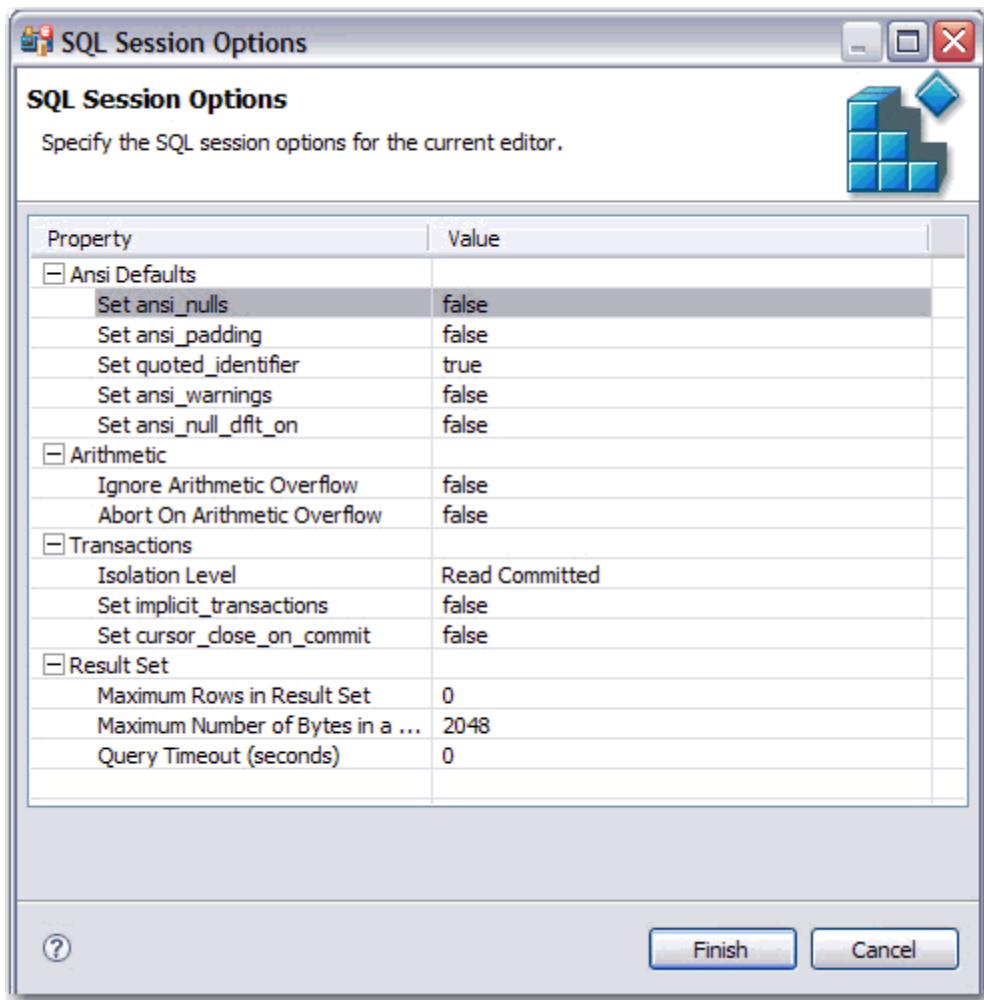 SQL Session Options
SQL Session Options
Specify the SQL session options for the current editor.
Property Value
Ansi Defaults
Set ansi_nulls false
Set ansi_padding false
Set quoted_identifier true
Set ansi_warnings false
Set ansi_null_dflt_on false
Arithmetic
Ignore Arithmetic Overflow false
Abort On Arithmetic Overflow false
Transactions
Isolation Level Read Committed
Set implicit_transactions false
Set cursor_close_on_commit false
Result Set
Maximum Rows in Result Set 0
Maximum Number of Bytes in a ... 2048
Query Timeout (seconds) 0
? Finish Cancel